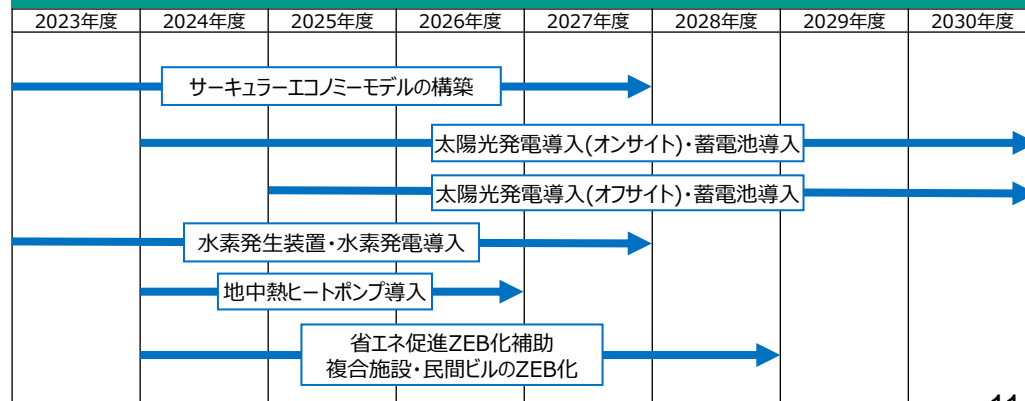 2023年度 2024年度 2025年度 2026年度 2027年度 2028年度 2029年度 2030年度
サーキュラーエコノミーモデルの構築
太陽光発電導入(オンサイト)・蓄電池導入
太陽光発電導入(オフサイト)・蓄電池導入
水素発生装置・水素発電導入
地中熱ヒートポンプ導入
省エネ促進ZEB化補助
複合施設・民間ビルのZEB化